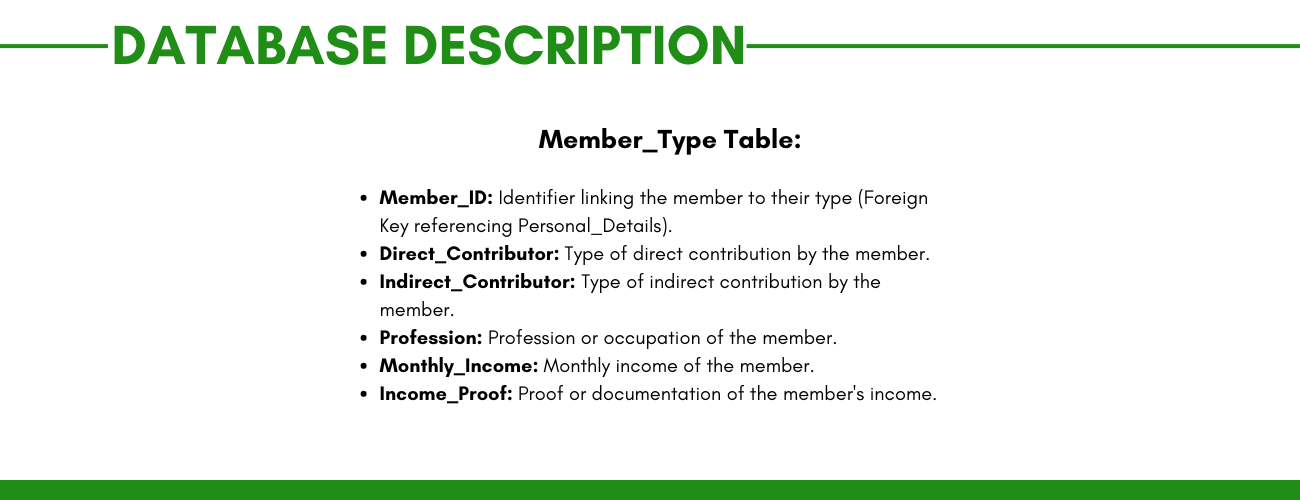 DATABASE DESCRIPTION
Member_Type Table:
• Member_ID: Identifier linking the member to their type (Foreign
Key referencing Personal_Details).
• Direct_Contributor: Type of direct contribution by the member.
• Indirect_Contributor: Type of indirect contribution by the
member.
• Profession: Profession or occupation of the member.
• Monthly_Income: Monthly income of the member.
• Income_Proof: Proof or documentation of the member's income.